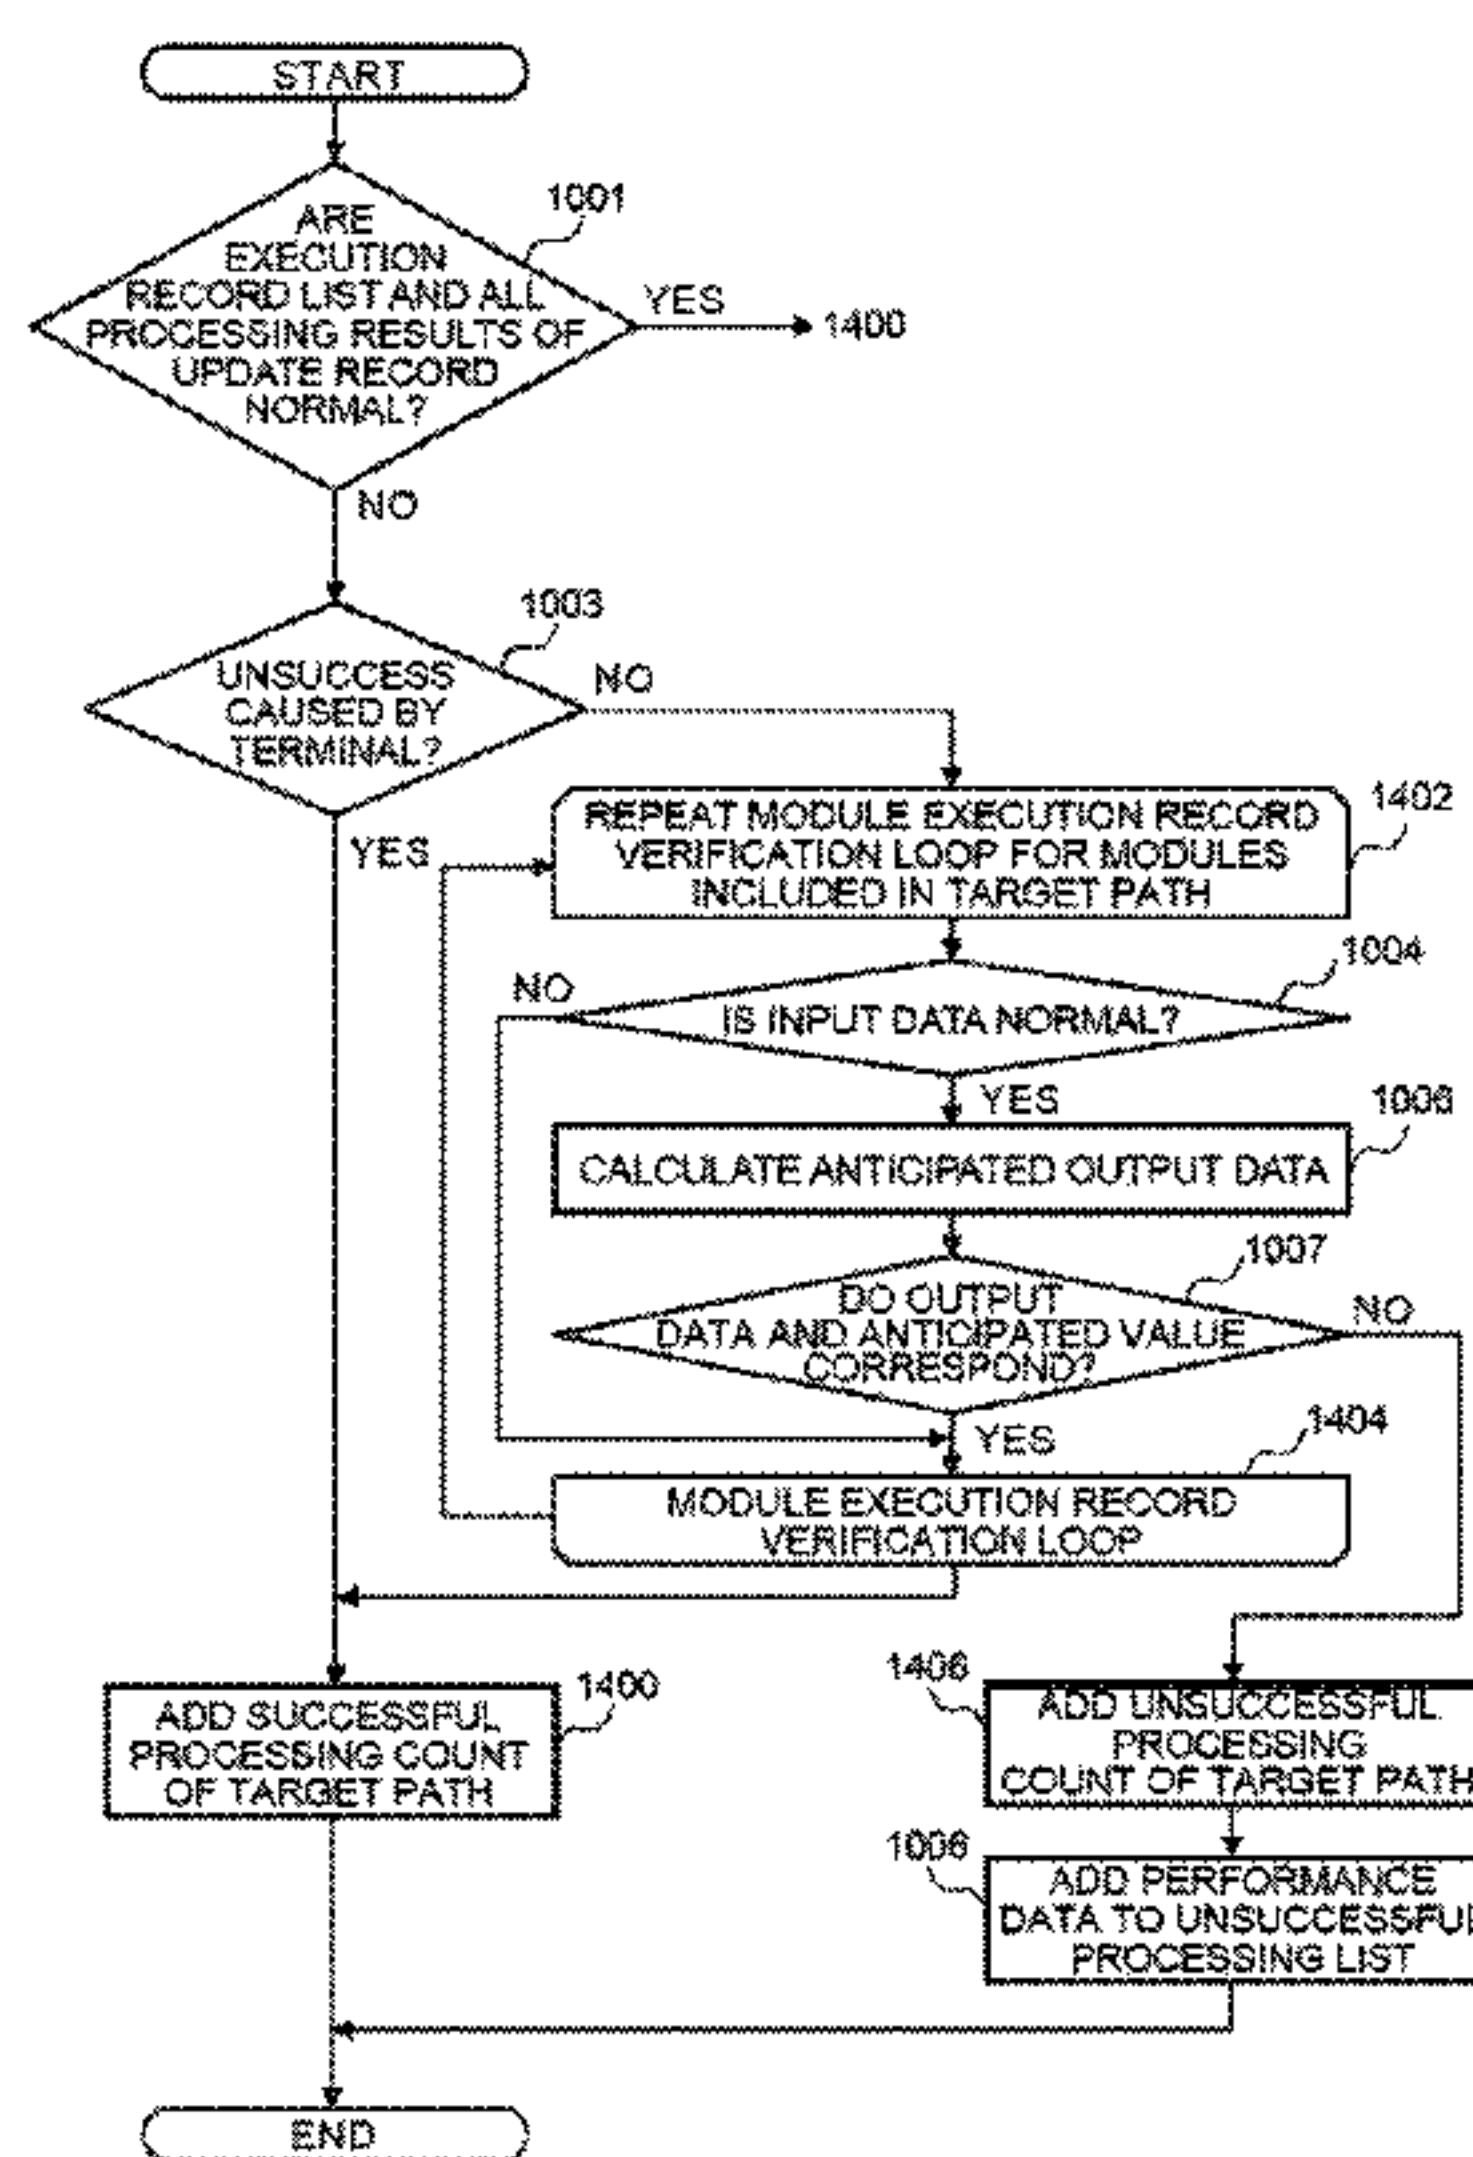 START
1001
ARE
EXECUTION
RECORD LIST AND ALL
PROCESSING RESULTS OF
UPDATE RECORD
NORMAL?
YES
1400
NO
1003
UNSUCCESS
CAUSED BY
TERMINAL?
NO
YES
1402
REPEAT MODULE EXECUTION RECORD
VERIFICATION LOOP FOR MODULES
INCLUDED IN TARGET PATH
1004
NO
IS INPUT DATA NORMAL?
YES
1006
CALCULATE ANTICIPATED OUTPUT DATA
1007
DO OUTPUT
DATA AND ANTICIPATED VALUE
CORRESPOND?
NO
YES
1404
MODULE EXECUTION RECORD
VERIFICATION LOOP
1400
ADD SUCCESSFUL
PROCESSING COUNT
OF TARGET PATH
1406
ADD UNSUCCESSFUL
PROCESSING
COUNT OF TARGET PATH
1006
ADD PERFORMANCE
DATA TO UNSUCCESSFUL
PROCESSING LIST
END